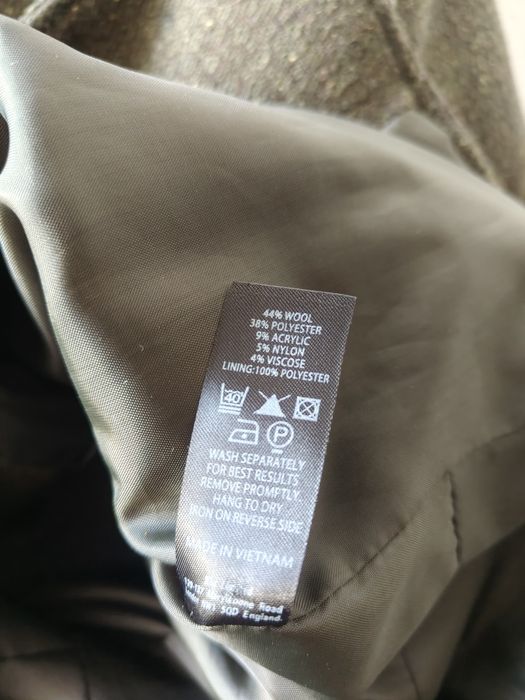 44% WOOL
38% POLYESTER
9% ACRYLIC
5% NYLON
4% VISCOSE
LINING:100% POLYESTER
40
P
WASH SEPARATELY
FOR BEST RESULTS
REMOVE PROMPTLY.
HANG TO DRY
IRON ON REVERSE SIDE
MADE IN VIETNAM
Road
5QD England.